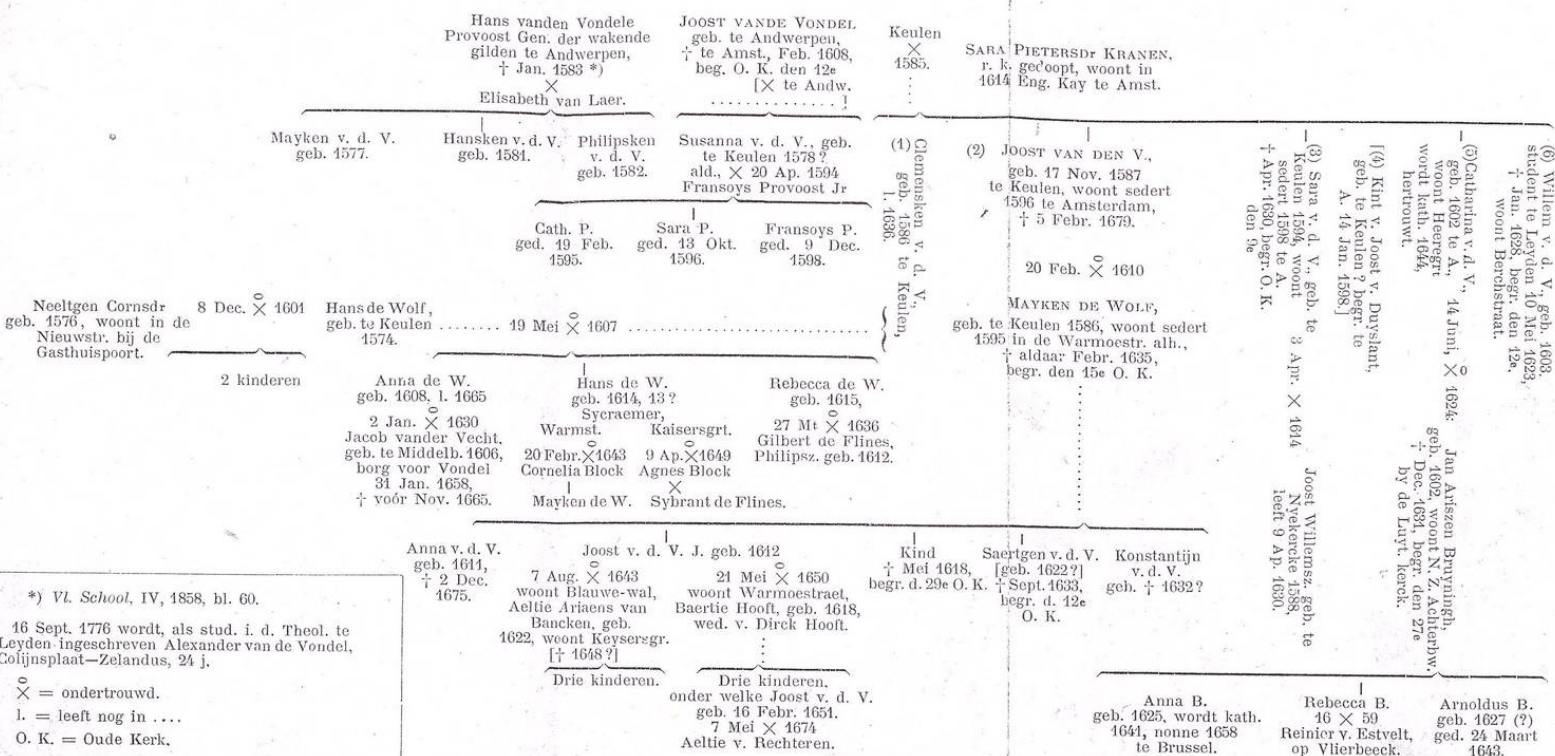 Hans vanden Vondele
Provoost Gen. der wakende
gilden te Andwerpen,
† Jan. 1583 *)
×
Elisabeth van Laer.
JOOST VANDE VONDEL
geb. te Andwerpen,
† te Amst., Feb. 1608,
beg. O. K. den 12e
[× te Andw.
. . . . . . . . . . . . . . ]
Keulen
×
1585.
SARA PIETERSDr KRANEN,
r. k. gedoopt, woont in
1614 Eng. Kay te Amst.
Mayken v. d. V.
geb. 1577.
Hansken v. d. V.
geb. 1581.
Philipsken
v. d. V.
geb. 1582.
Susanna v. d. V., geb.
te Keulen 1578?
ald., × 20 Ap. 1594
Fransoys Provoost Jr
Cath. P.
ged. 19 Feb.
1595.
Sara P.
ged. 13 Okt.
1596.
Fransoys P.
ged. 9 Dec.
1598.
(1) Clemensken v. d. V.,
geb. 1586 te Keulen,
l. 1636.
(2) JOOST VAN DEN V.,
geb. 17 Nov. 1587
te Keulen, woont sedert
1596 te Amsterdam,
† 5 Febr. 1679.
20 Feb. × 1610
MAYKEN DE WOLF,
geb. te Keulen 1586, woont sedert
1595 in de Warmoestr. alh.,
† aldaar Febr. 1635,
begr. den 15e O. K.
(3) Sara v. d. V., geb. te
Keulen 1594, woont
sedert 1598 te A.
† Apr. 1630, begr. O. K.
den 9e
3 Apr. × 1614
Joost Willemsz. geb. te
Nyekercke 1588,
leeft 9 Ap. 1630.
[(4) Kint v. Joost v. Duyslant,
geb. te Keulen? begr. te
A. 14 Jan. 1598.]
(5) Catharina v. d. V.,
geb. 1602 te A.,
woont Heeregrt
wordt kath. 1644,
hertrouwt.
14 Juni, × 1624:
Jan Ariszen Bruyningh,
geb. 1602, woont N. Z. Achterbw.
† Dec. 1631, begr. den 27e
by de Luyt. kerck.
(6) Willem v. d. V., geb. 1603.
student te Leyden 10 Mei 1623,
† Jan. 1628, begr. den 12e,
woont Berchstraat.
Neeltgen Cornsdr
geb. 1576, woont in de
Nieuwstr. bij de
Gasthuispoort.
8 Dec. × 1601
Hans de Wolf,
geb. te Keulen ........ 19 Mei × 1607 ..............................
1574.
2 kinderen
Anna de W.
geb. 1608, l. 1665
2 Jan. × 1630
Jacob vander Vecht,
geb. te Middelb. 1606,
borg voor Vondel
31 Jan. 1658,
† voór Nov. 1665.
Hans de W.
geb. 1614, 13?
Sycraemer,
Warmst.
20 Febr. × 1643
Cornelia Block
Mayken de W.
Kaisersgrt.
9 Ap. × 1649
Agnes Block
×
Sybrant de Flines.
Rebecca de W.
geb. 1615,
27 Mt × 1636
Gilbert de Flines,
Philipsz. geb. 1612.
Anna v. d. V.
geb. 1611,
† 2 Dec.
1675.
Joost v. d. V. J. geb. 1612
7 Aug. × 1643
woont Blauwe-wal,
Aeltie Ariaens van
Bancken, geb.
1622, woont Keysersgr.
[† 1648?]
Drie kinderen.
21 Mei × 1650
woont Warmoestraet,
Baertie Hooft, geb. 1618,
wed. v. Dirck Hooft.
Drie kinderen.
onder welke Joost v. d. V.
geb. 16 Febr. 1651.
7 Mei × 1674
Aeltie v. Rechteren.
Kind
† Mei 1618,
begr. d. 29e O. K.
Saertgen v. d. V.
[geb. 1622?]
† Sept. 1633,
begr. d. 12e
O. K.
Konstantijn
v. d. V.
geb. † 1632?
Anna B.
geb. 1625, wordt kath.
1641, nonne 1658
te Brussel.
Rebecca B.
16 × 59
Reinier v. Estvelt,
op Vlierbeeck.
Arnoldus B.
geb. 1627 (?)
ged. 24 Maart
1643.
*) Vl. School, IV, 1858, bl. 60.
16 Sept. 1776 wordt, als stud. i. d. Theol. te
Leyden ingeschreven Alexander van de Vondel,
Colijnsplaat—Zelandus, 24 j.
× = ondertrouwd.
l. = leeft nog in ....
O. K. = Oude Kerk.